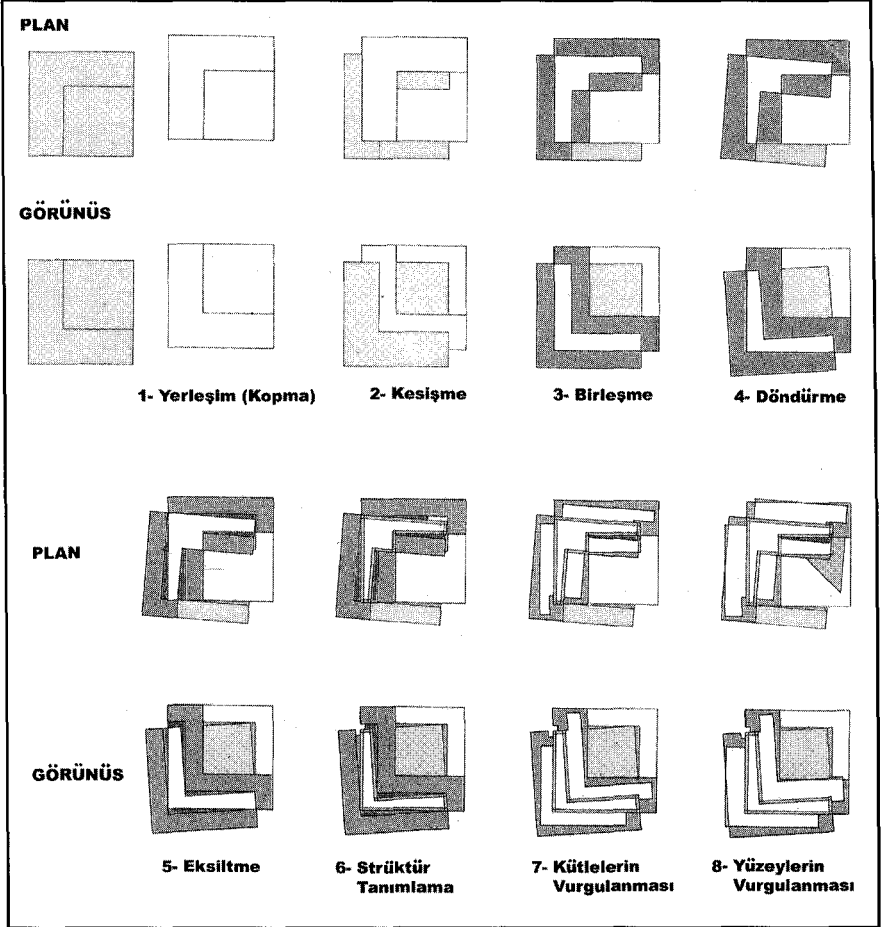 PLAN
GÖRÜNÜS
1- Yerleşim (Kopma)
2- Kesişme
3- Birleşme
4- Döndürme
PLAN
GÖRÜNÜS
5- Eksiltme
6- Strüktür
Tanımlama
7- Kütlelerin
Vurgulanması
8- Yüzeylerin
Vurgulanması